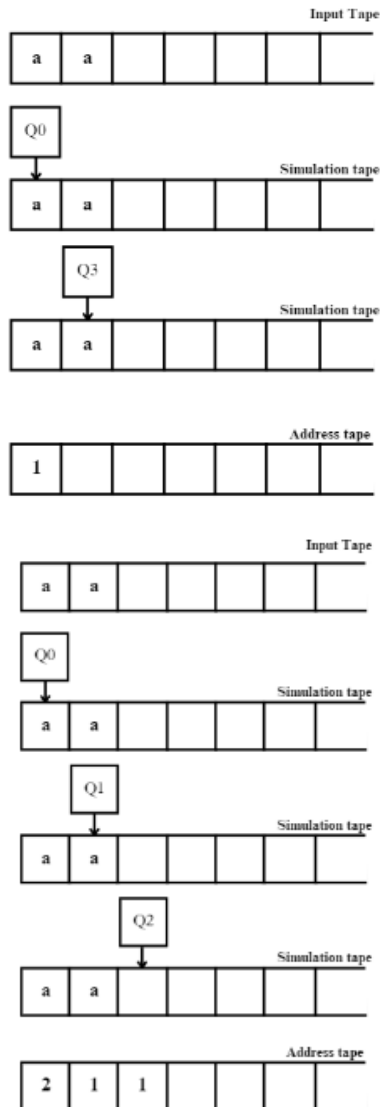 Input Tape
a a
Q0
Simulation tape
a a
Q3
Simulation tape
a a
Address tape
1
Input Tape
a a
Q0
Simulation tape
a a
Q1
Simulation tape
a a
Q2
Simulation tape
a a
Address tape
2 1 1